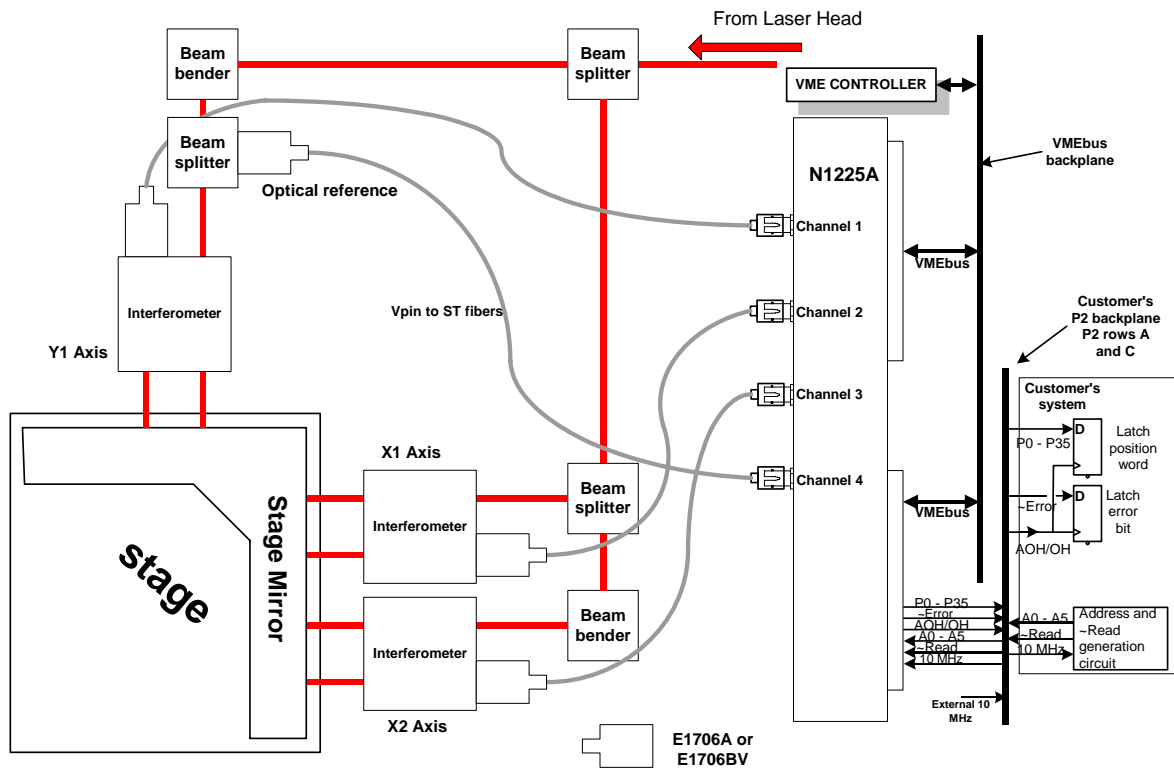 From Laser Head
Beam
bender
Beam
splitter
VME CONTROLLER
VMEbus
backplane
Beam
splitter
Optical reference
N1225A
Channel 1
VMEbus
Interferometer
Vpin to ST fibers
Channel 2
Y1 Axis
Customer's
P2 backplane
P2 rows A
and C
Channel 3
Customer's
system
D
P0 - P35
Latch
position
word
X1 Axis
Channel 4
Beam
splitter
D
~Error
Latch
error
bit
VMEbus
AOH/OH
Interferometer
Stage Mirror
stage
P0 - P35
~Error
AOH/OH
A0 - A5
~Read
10 MHz
A0 - A5
~Read
10 MHz
Address and
~Read
generation
circuit
Beam
bender
Interferometer
X2 Axis
External 10
MHz
E1706A or
E1706BV